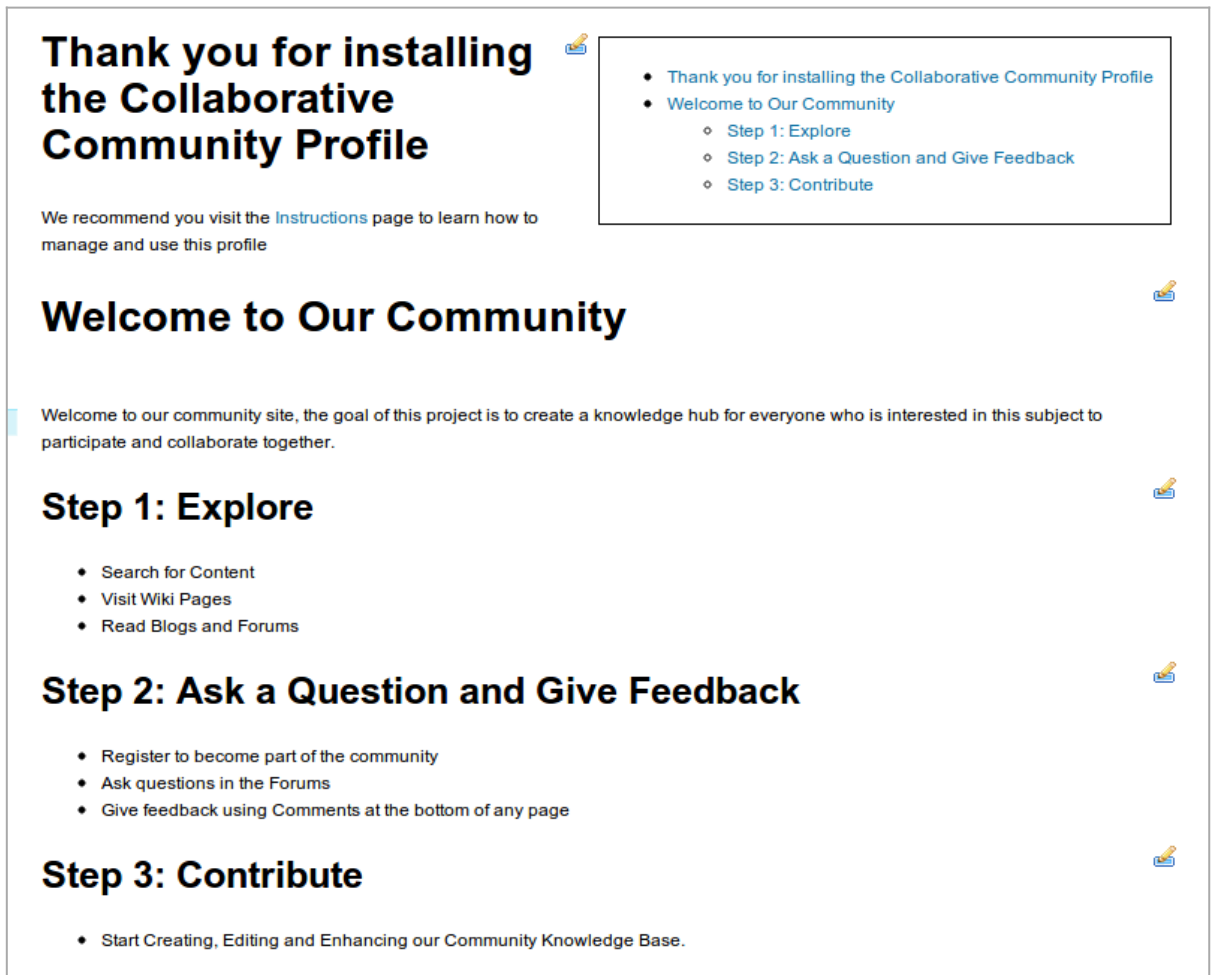 Thank you for installing
the Collaborative
Community Profile
We recommend you visit the Instructions page to learn how to
manage and use this profile
Thank you for installing the Collaborative Community Profile
Welcome to Our Community
Step 1: Explore
Step 2: Ask a Question and Give Feedback
Step 3: Contribute
Welcome to Our Community
Welcome to our community site, the goal of this project is to create a knowledge hub for everyone who is interested in this subject to
participate and collaborate together.
Step 1: Explore
Search for Content
Visit Wiki Pages
Read Blogs and Forums
Step 2: Ask a Question and Give Feedback
Register to become part of the community
Ask questions in the Forums
Give feedback using Comments at the bottom of any page
Step 3: Contribute
Start Creating, Editing and Enhancing our Community Knowledge Base.